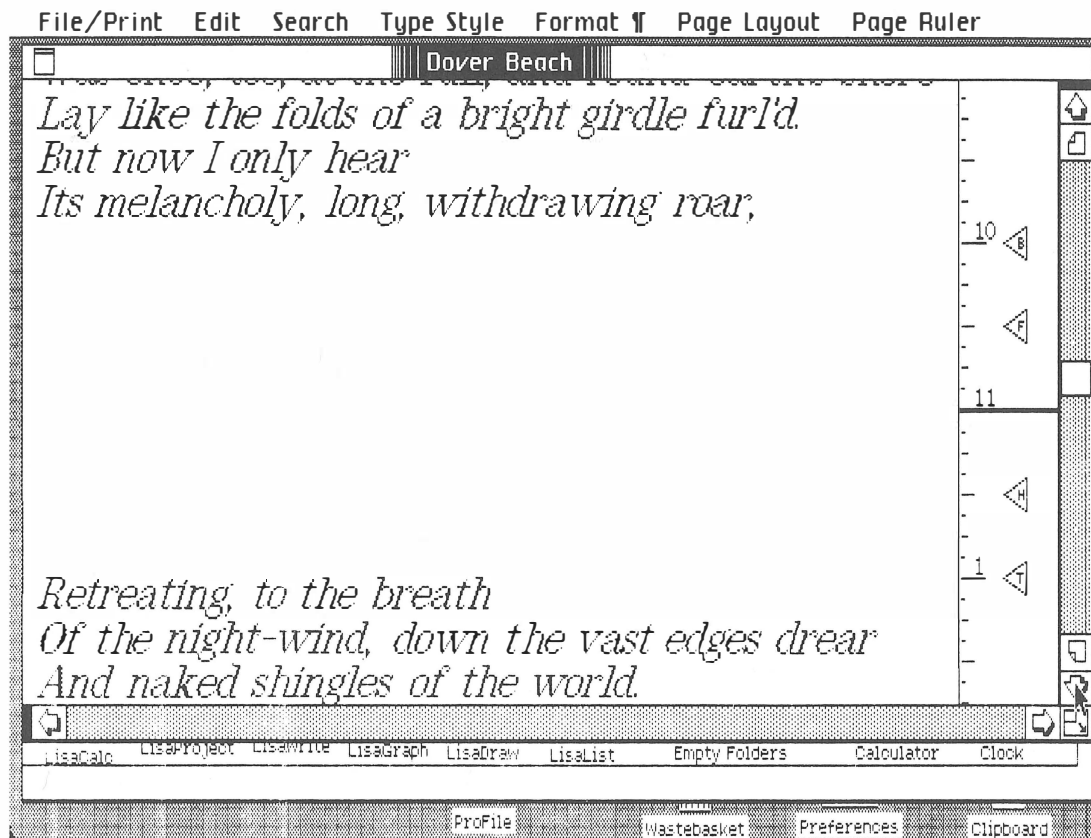 File/Print Edit Search Type Style Format ¶ Page Layout Page Ruler
Dover Beach
Lay like the folds of a bright girdle furl'd.
But now I only hear
Its melancholy, long, withdrawing roar,
10 B
F
11
H
1 T
Retreating, to the breath
Of the night-wind, down the vast edges drear
And naked shingles of the world.
LisaCalc LisaProject LisaWrite LisaGraph LisaDraw LisaList Empty Folders Calculator Clock
ProFile Wastebasket Preferences Clipboard